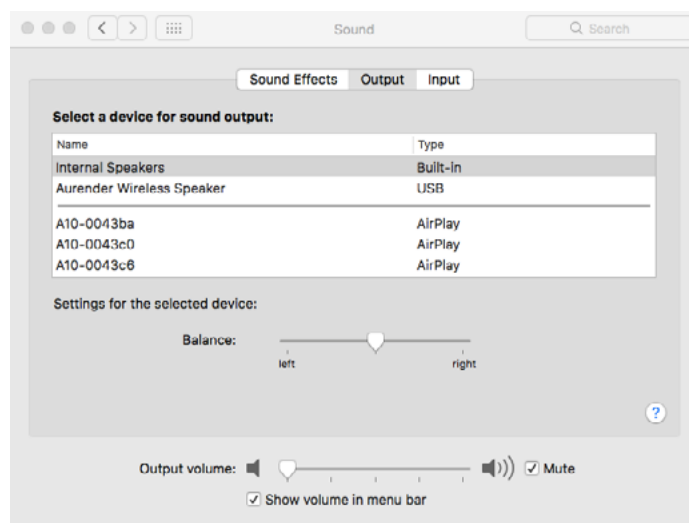 Sound
Search
Sound Effects Output Input
Select a device for sound output:
Name Type
Internal Speakers Built-in
Aurender Wireless Speaker USB
A10-0043ba AirPlay
A10-0043c0 AirPlay
A10-0043c6 AirPlay
Settings for the selected device:
Balance:
left right
?
Output volume: Mute
Show volume in menu bar